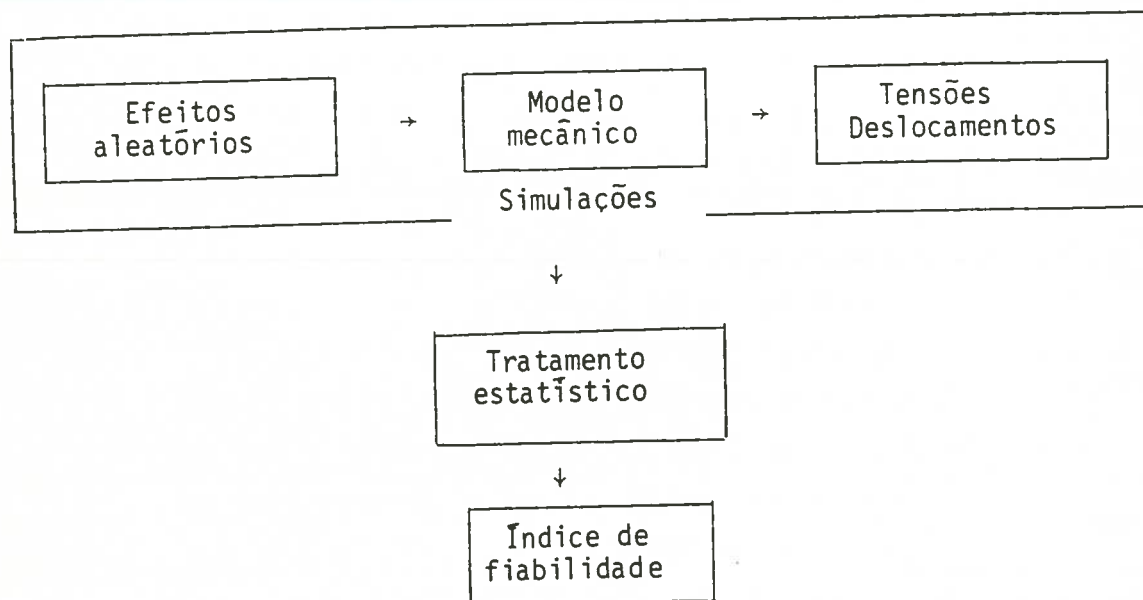 Efeitos
aleatórios
→
Modelo
mecânico
→
Tensões
Deslocamentos
Simulações
↓
Tratamento
estatístico
↓
Índice de
fiabilidade